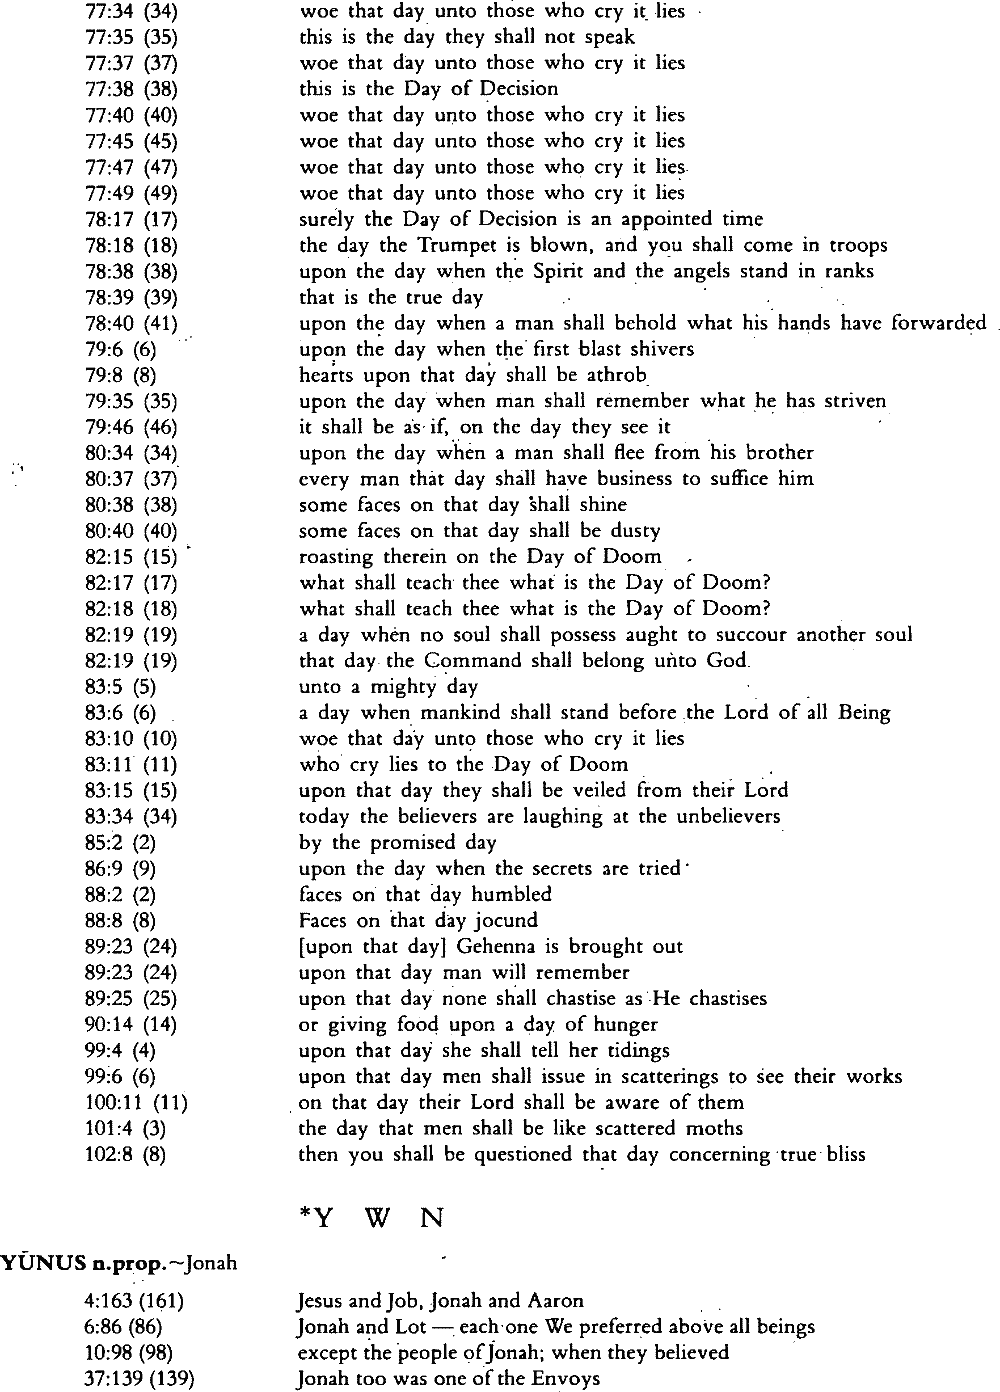 77:34 (34) woe that day unto those who cry it lies
77:35 (35) this is the day they shall not speak
77:37 (37) woe that day unto those who cry it lies
77:38 (38) this is the Day of Decision
77:40 (40) woe that day unto those who cry it lies
77:45 (45) woe that day unto those who cry it lies
77:47 (47) woe that day unto those who cry it lies
77:49 (49) woe that day unto those who cry it lies
78:17 (17) surely the Day of Decision is an appointed time
78:18 (18) the day the Trumpet is blown, and you shall come in troops
78:38 (38) upon the day when the Spirit and the angels stand in ranks
78:39 (39) that is the true day
78:40 (41) upon the day when a man shall behold what his hands have forwarded
79:6 (6) upon the day when the first blast shivers
79:8 (8) hearts upon that day shall be athrob
79:35 (35) upon the day when man shall remember what he has striven
79:46 (46) it shall be as if, on the day they see it
80:34 (34) upon the day when a man shall flee from his brother
80:37 (37) every man that day shall have business to suffice him
80:38 (38) some faces on that day shall shine
80:40 (40) some faces on that day shall be dusty
82:15 (15) roasting therein on the Day of Doom
82:17 (17) what shall teach thee what is the Day of Doom?
82:18 (18) what shall teach thee what is the Day of Doom?
82:19 (19) a day when no soul shall possess aught to succour another soul
82:19 (19) that day the Command shall belong unto God.
83:5 (5) unto a mighty day
83:6 (6) a day when mankind shall stand before the Lord of all Being
83:10 (10) woe that day unto those who cry it lies
83:11 (11) who cry lies to the Day of Doom
83:15 (15) upon that day they shall be veiled from their Lord
83:34 (34) today the believers are laughing at the unbelievers
85:2 (2) by the promised day
86:9 (9) upon the day when the secrets are tried
88:2 (2) faces on that day humbled
88:8 (8) Faces on that day jocund
89:23 (24) [upon that day] Gehenna is brought out
89:23 (24) upon that day man will remember
89:25 (25) upon that day none shall chastise as He chastises
90:14 (14) or giving food upon a day of hunger
99:4 (4) upon that day she shall tell her tidings
99:6 (6) upon that day men shall issue in scatterings to see their works
100:11 (11) on that day their Lord shall be aware of them
101:4 (3) the day that men shall be like scattered moths
102:8 (8) then you shall be questioned that day concerning true bliss
*Y W N
YŪNUS n.prop.~Jonah
4:163 (161) Jesus and Job, Jonah and Aaron
6:86 (86) Jonah and Lot — each one We preferred above all beings
10:98 (98) except the people of Jonah; when they believed
37:139 (139) Jonah too was one of the Envoys